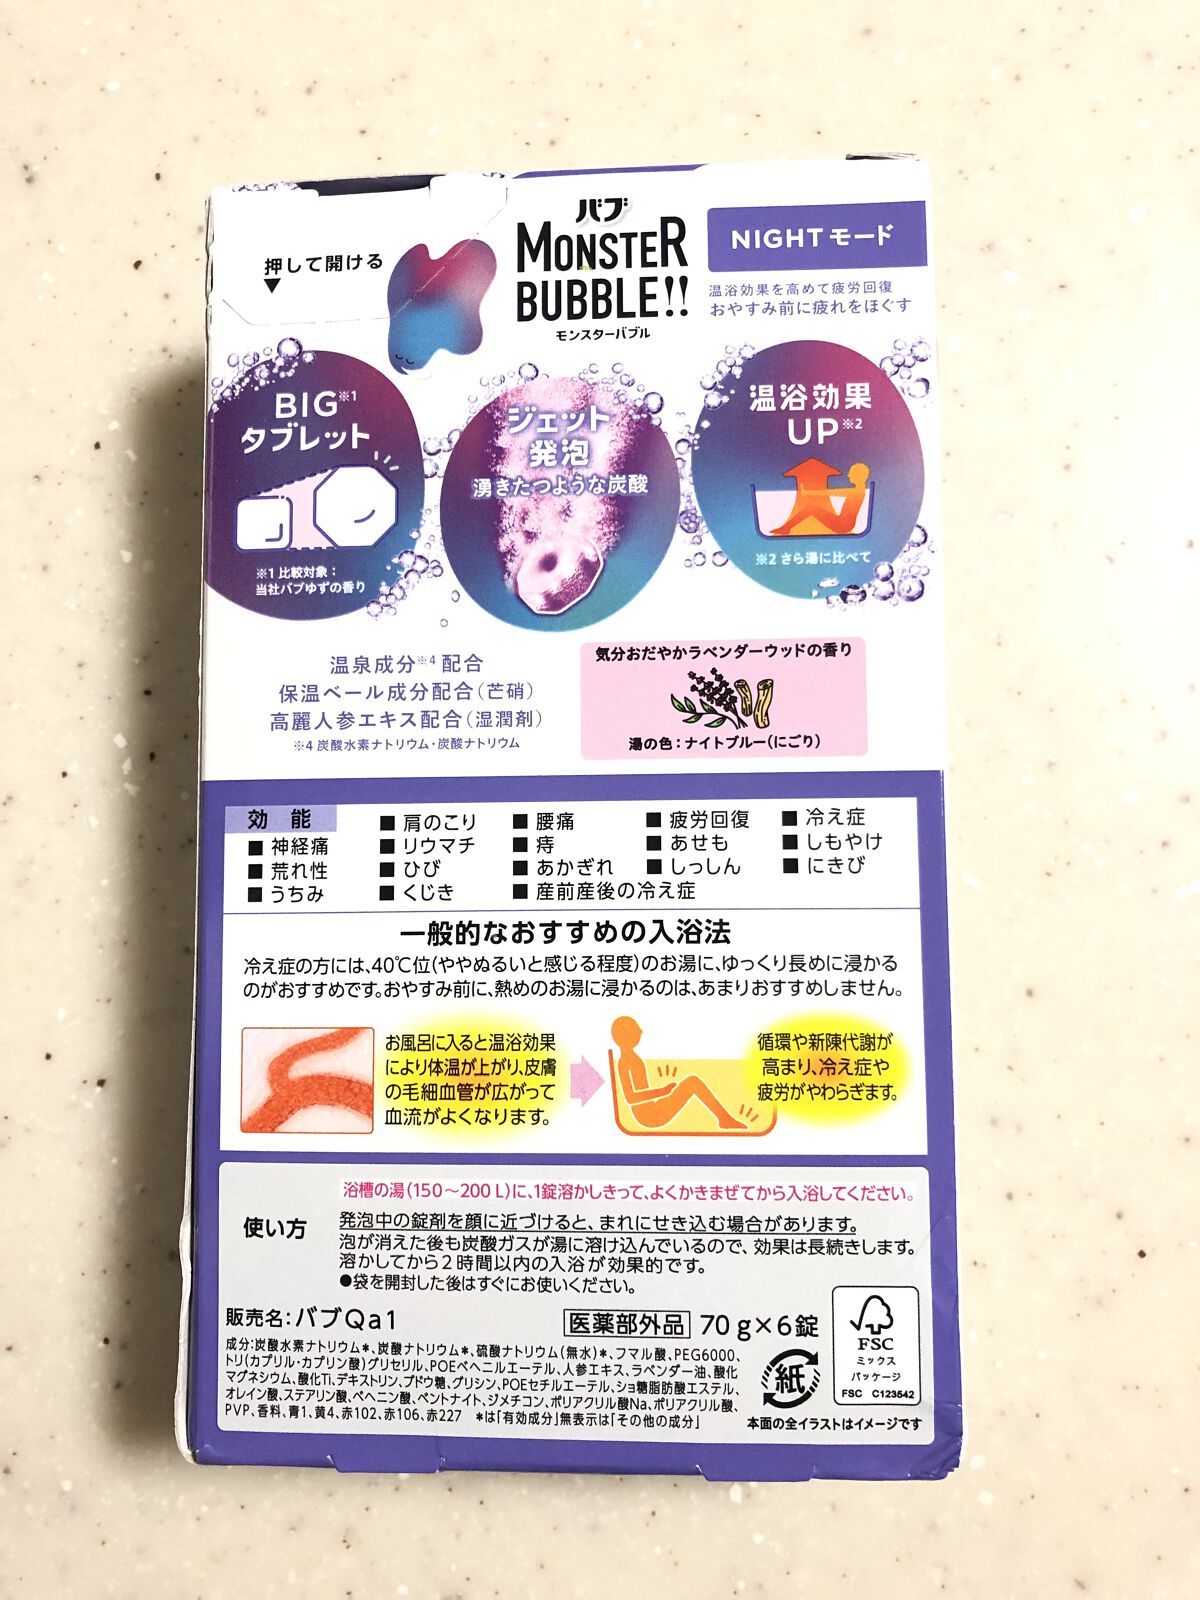 押して開ける
バブ
MONSTER
BUBBLE!!
モンスターバブル
NIGHTモード
温浴効果を高めて疲労回復
おやすみ前に疲れをほぐす
BIG※1
タブレット
※1 比較対象：
当社バブゆずの香り
ジェット
発泡
湧きたつような炭酸
温浴効果
UP※2
※2 さら湯に比べて
温泉成分※4配合
保温ベール成分配合(芒硝)
高麗人参エキス配合(湿潤剤)
※4 炭酸水素ナトリウム・炭酸ナトリウム
気分おだやかラベンダーウッドの香り
湯の色：ナイトブルー(にごり)
効能
■ 肩のこり ■ 腰痛 ■ 疲労回復 ■ 冷え症
■ 神経痛 ■ リウマチ ■ 痔 ■ あせも ■ しもやけ
■ 荒れ性 ■ ひび ■ あかぎれ ■ しっしん ■ にきび
■ うちみ ■ くじき ■ 産前産後の冷え症
一般的なおすすめの入浴法
冷え症の方には、40℃位(ややぬるいと感じる程度)のお湯に、ゆっくり長めに浸かる
のがおすすめです。おやすみ前に、熱めのお湯に浸かるのは、あまりおすすめしません。
お風呂に入ると温浴効果
により体温が上がり、皮膚
の毛細血管が広がって
血流がよくなります。
循環や新陳代謝が
高まり、冷え症や
疲労がやわらぎます。
使い方
浴槽の湯(150～200L)に、1錠溶かしきって、よくかきまぜてから入浴してください。
発泡中の錠剤を顔に近づけると、まれにせき込む場合があります。
泡が消えた後も炭酸ガスが湯に溶け込んでいるので、効果は長続きします。
溶かしてから2時間以内の入浴が効果的です。
●袋を開封した後はすぐにお使いください。
販売名：バブQa1
医薬部外品 70g×6錠
成分:炭酸水素ナトリウム＊、炭酸ナトリウム＊、硫酸ナトリウム(無水)＊、フマル酸、PEG6000、
トリ(カプリル・カプリン酸)グリセリル、POEベヘニルエーテル、人参エキス、ラベンダー油、酸化
マグネシウム、酸化Ti、デキストリン、ブドウ糖、グリシン、POEセチルエーテル、ショ糖脂肪酸エステル、
オレイン酸、ステアリン酸、ベヘニン酸、ベントナイト、ジメチコン、ポリアクリル酸Na、ポリアクリル酸、
PVP、香料、青1、黄4、赤102、赤106、赤227 ＊は「有効成分」無表示は「その他の成分」
紙
FSC
ミックス
パッケージ
FSC C123542
本面の全イラストはイメージです